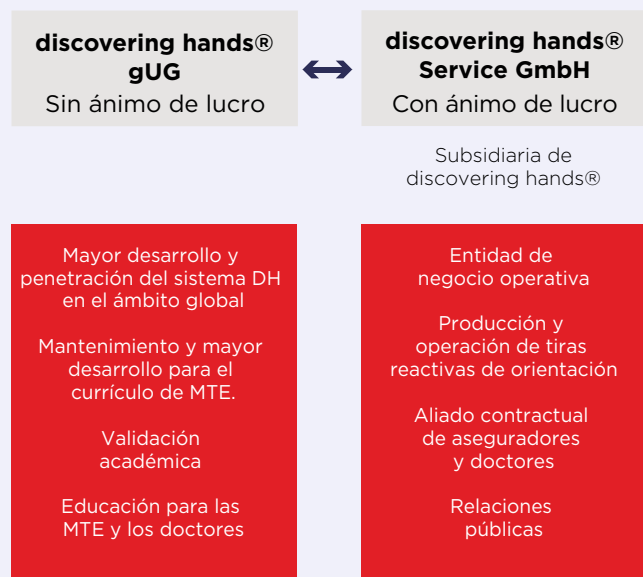 discovering hands®
gUG
Sin ánimo de lucro
discovering hands®
Service GmbH
Con ánimo de lucro
Subsidiaria de
discovering hands®
Mayor desarrollo y
penetración del sistema DH
en el ámbito global
Mantenimiento y mayor
desarrollo para el
currículo de MTE.
Validación
académica
Educación para las
MTE y los doctores
Entidad de
negocio operativa
Producción y
operación de tiras
reactivas de orientación
Aliado contractual
de aseguradores
y doctores
Relaciones
públicas